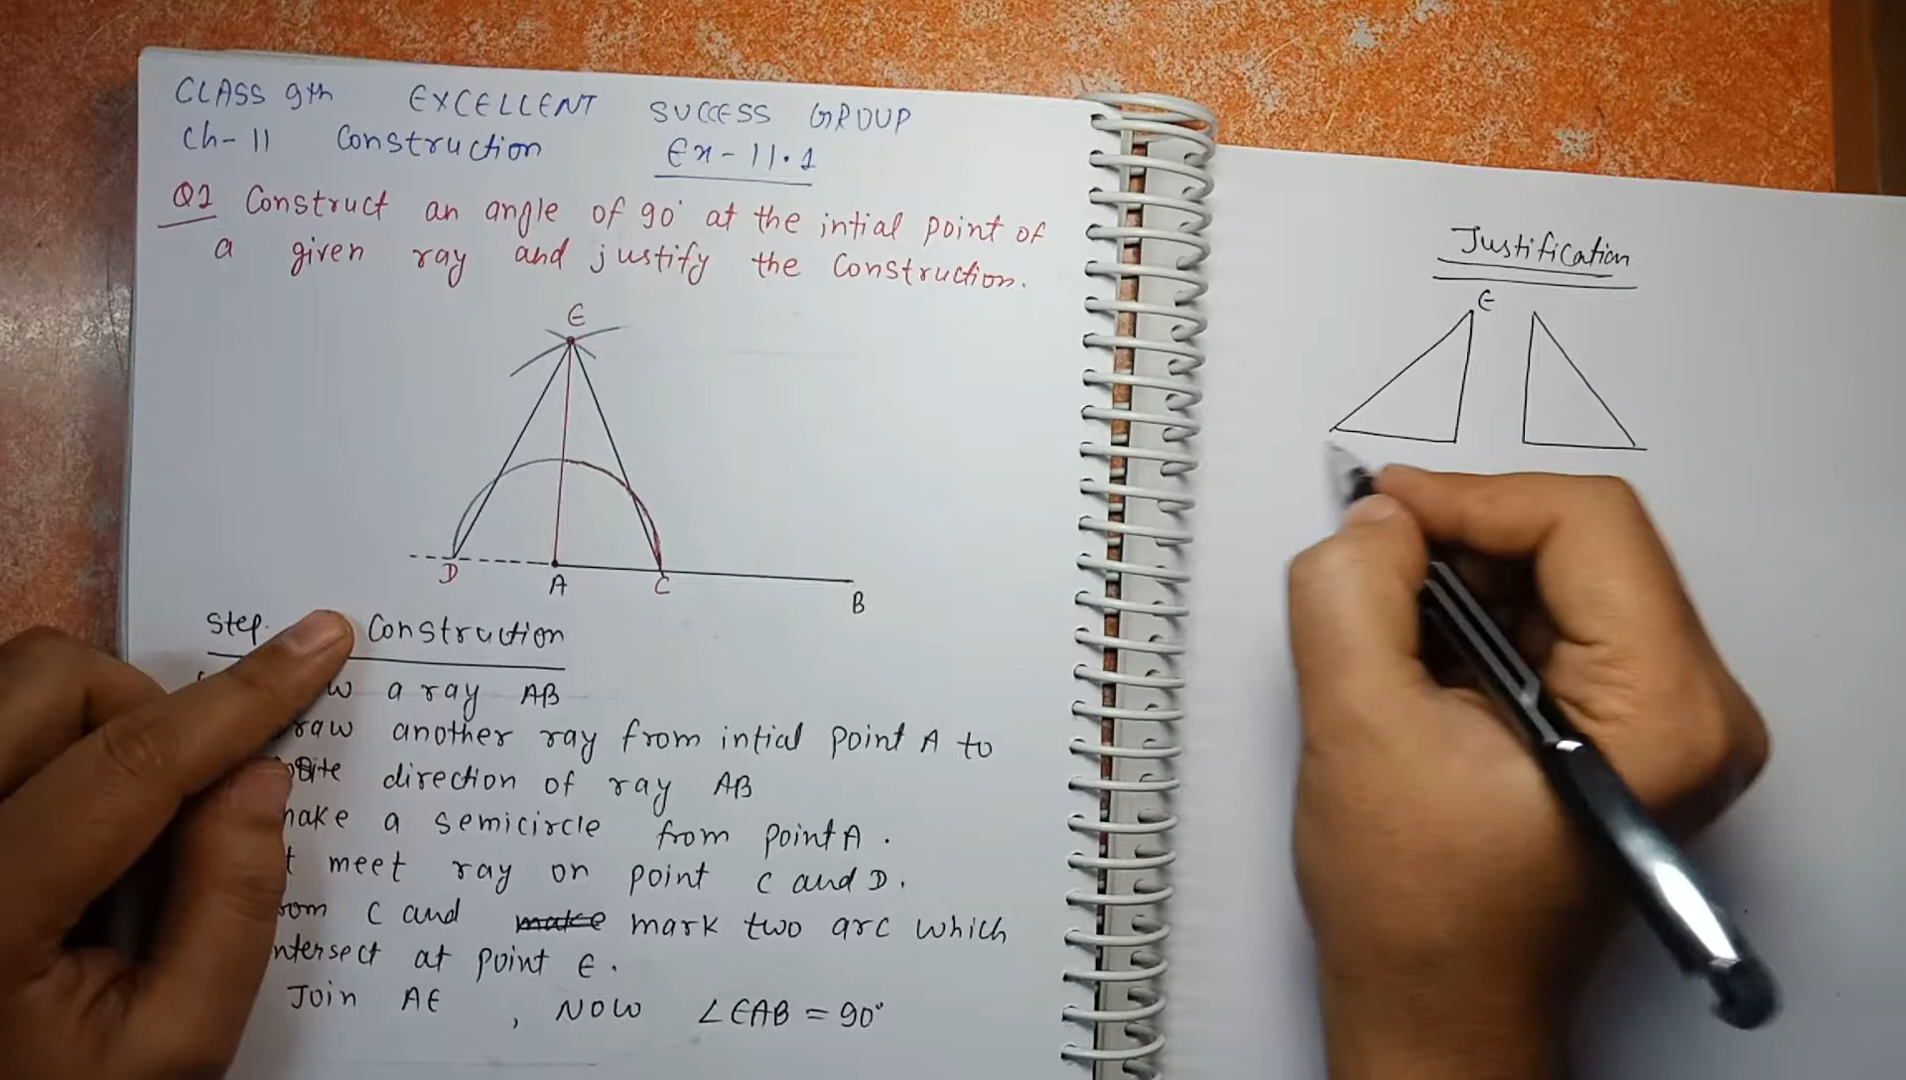 CLASS 9th EXCELLENT SUCCESS GROUP
Ch-11 Construction Ex-11.1
Q1 Construct an angle of 90° at the intial point of
a given ray and justify the Construction.
E
D A C B
Step. Construction
a ray AB
another ray from intial point A to
direction of ray AB
a semicircle from point A.
meet ray on point C and D.
C and make mark two arc which
at point E.
Join AE, NOW ∠EAB = 90°
Justification
E